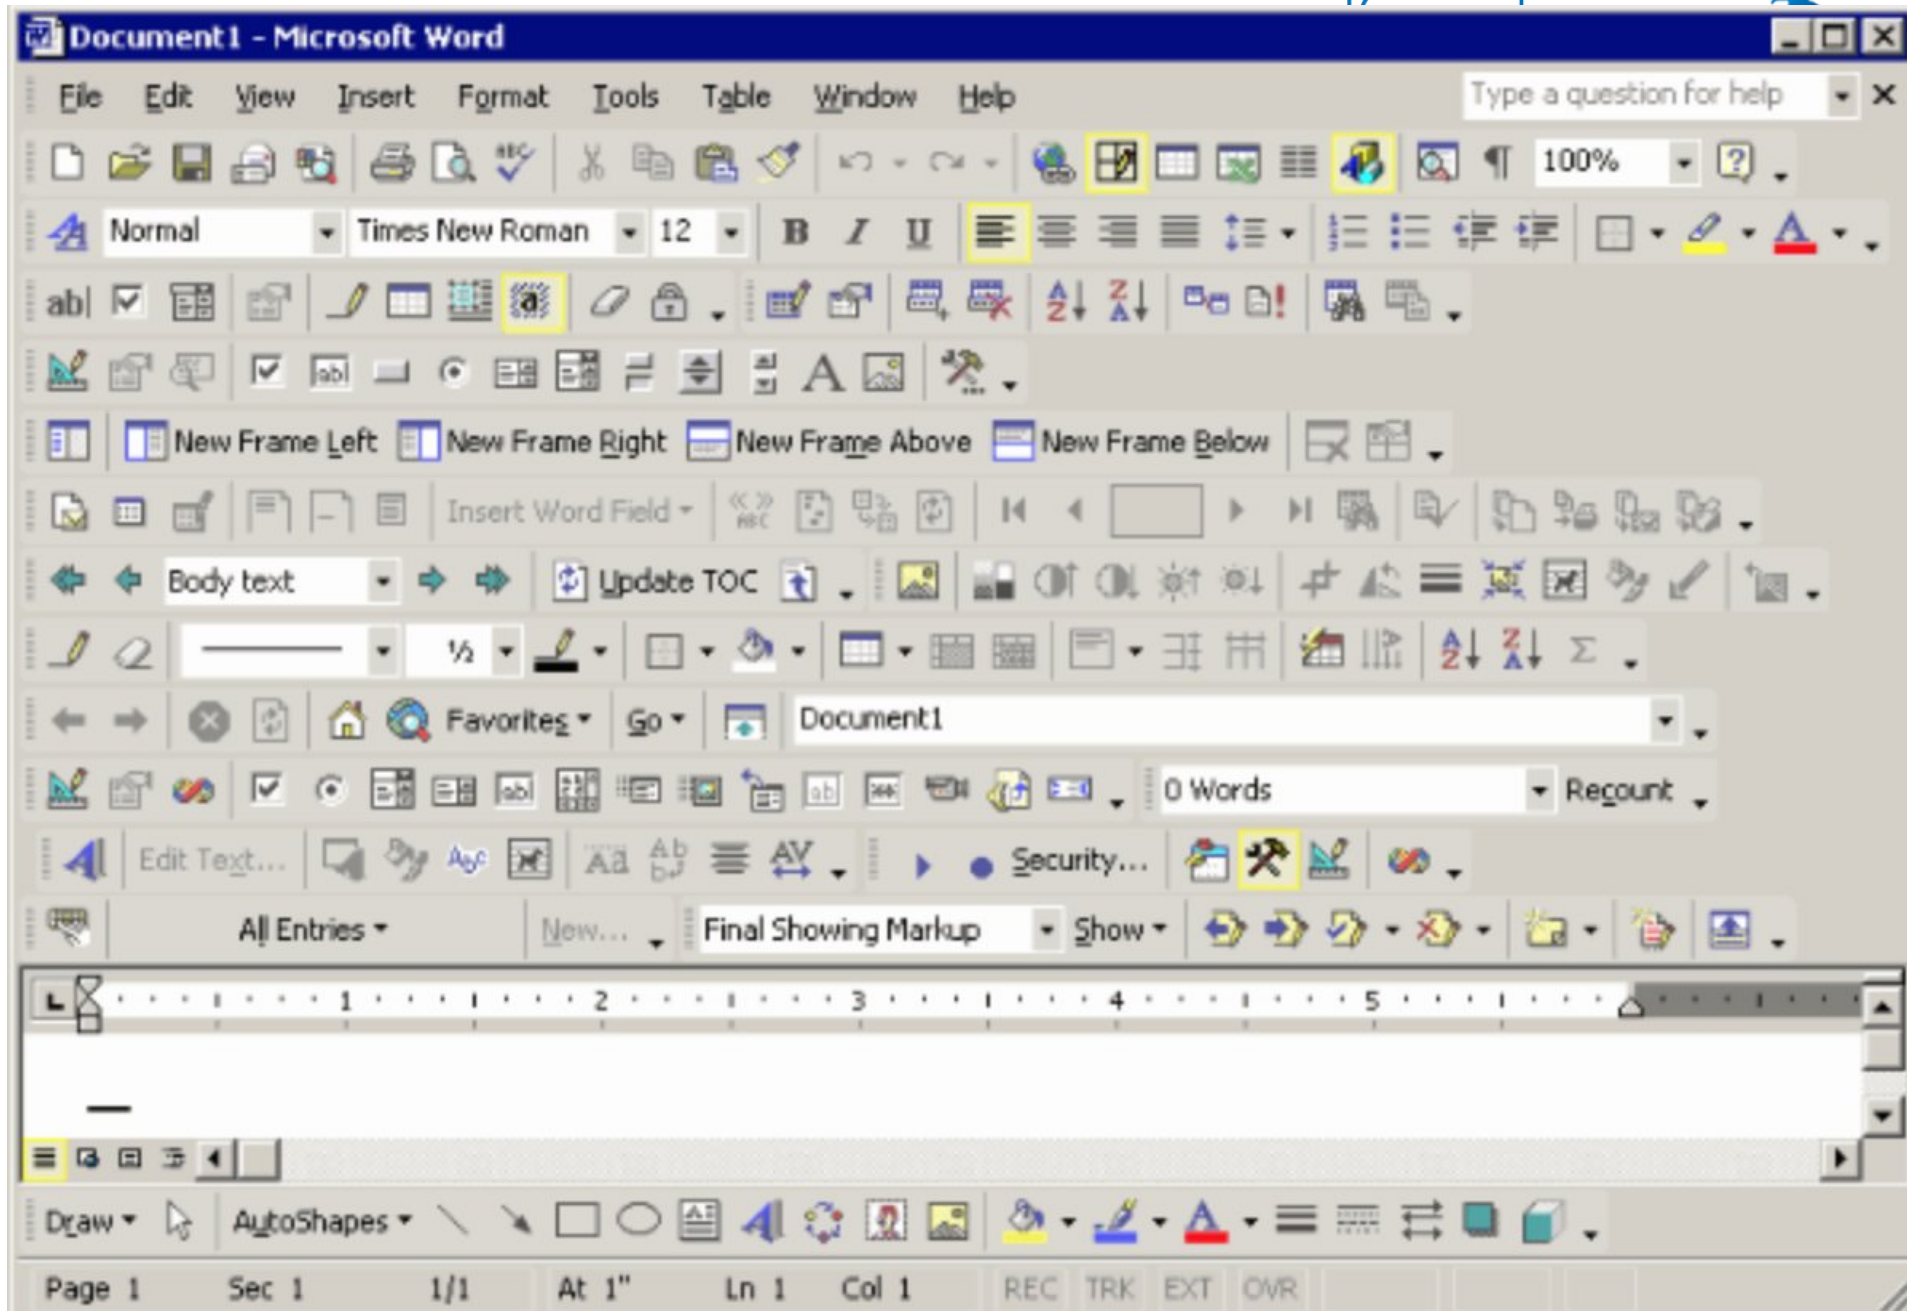 Document1 - Microsoft Word
File Edit View Insert Format Tools Table Window Help Type a question for help
100%
Normal Times New Roman 12 B I U A
ab
abl A
New Frame Left New Frame Right New Frame Above New Frame Below
Insert Word Field
Body text Update TOC
½
Favorites Go Document1
0 Words Recount
Edit Text... Security...
All Entries New... Final Showing Markup Show
1 2 3 4 5
Draw AutoShapes
Page 1 Sec 1 1/1 At 1" Ln 1 Col 1 REC TRK EXT OVR